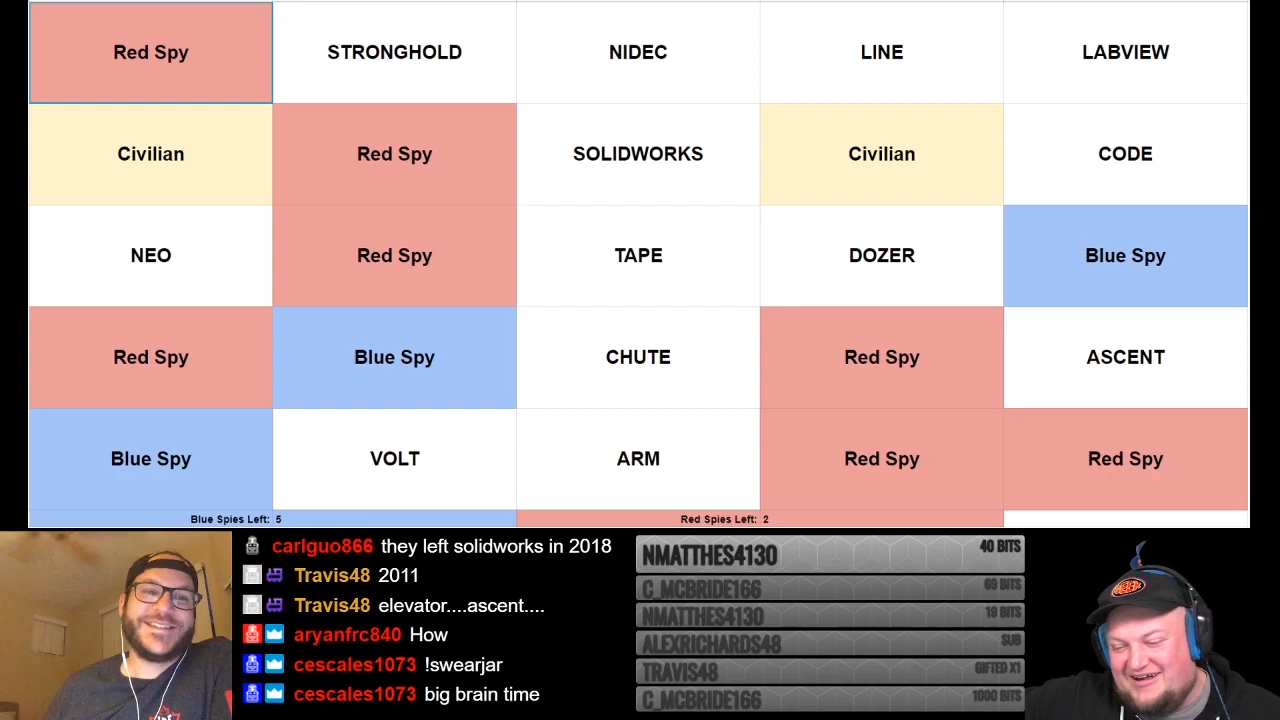 Red Spy STRONGHOLD NIDEC LINE LABVIEW
Civilian Red Spy SOLIDWORKS Civilian CODE
NEO Red Spy TAPE DOZER Blue Spy
Red Spy Blue Spy CHUTE Red Spy ASCENT
Blue Spy VOLT ARM Red Spy Red Spy
Blue Spies Left: 5 Red Spies Left: 2
carlguo866 they left solidworks in 2018
Travis48 2011
Travis48 elevator....ascent....
aryanfrc840 How
cescales1073 !swearjar
cescales1073 big brain time
NMATTHES4130 40 BITS
C_MCBRIDE166 69 BITS
NMATTHES4130 19 BITS
ALEXRICHARDS48 SUB
TRAVIS48 GIFTED X1
C_MCBRIDE166 1000 BITS